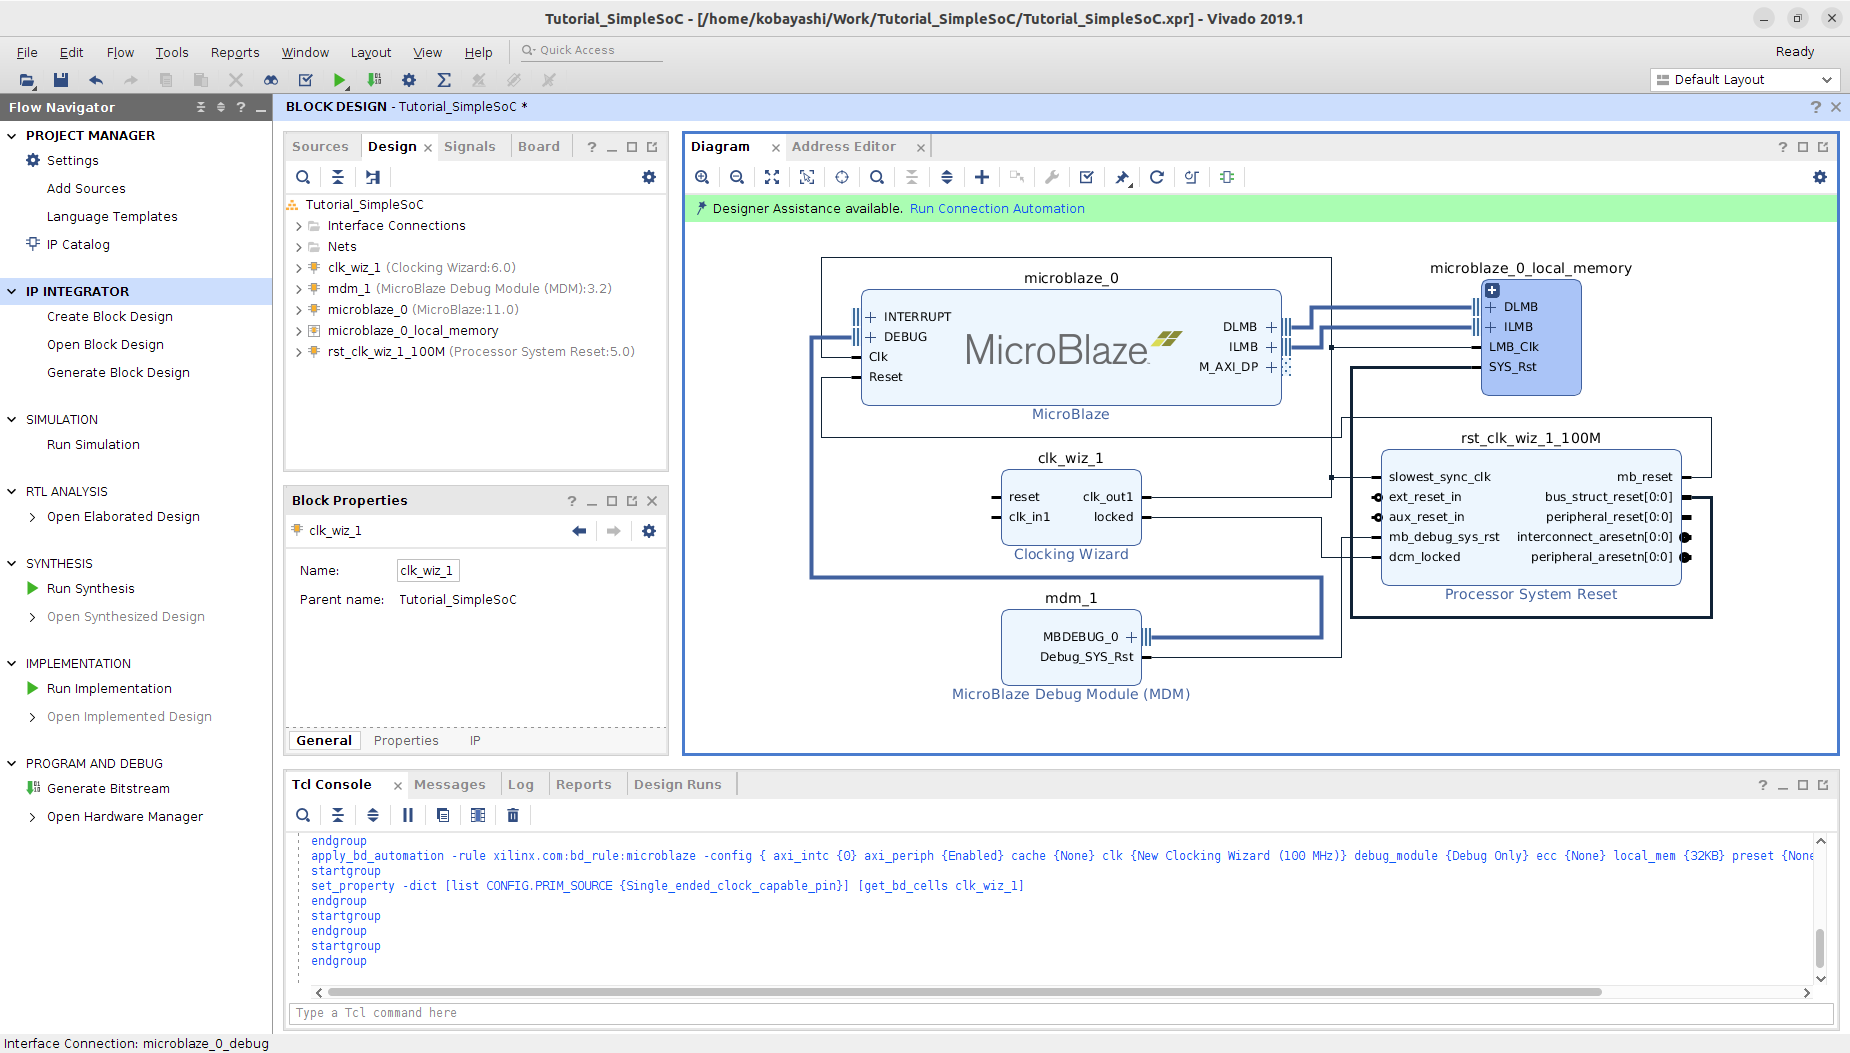 Tutorial_SimpleSoC - [/home/kobayashi/Work/Tutorial_SimpleSoC/Tutorial_SimpleSoC.xpr] - Vivado 2019.1
File Edit Flow Tools Reports Window Layout View Help Quick Access Ready
Default Layout
Flow Navigator
PROJECT MANAGER
Settings
Add Sources
Language Templates
IP Catalog
IP INTEGRATOR
Create Block Design
Open Block Design
Generate Block Design
SIMULATION
Run Simulation
RTL ANALYSIS
Open Elaborated Design
SYNTHESIS
Run Synthesis
Open Synthesized Design
IMPLEMENTATION
Run Implementation
Open Implemented Design
PROGRAM AND DEBUG
Generate Bitstream
Open Hardware Manager
BLOCK DESIGN - Tutorial_SimpleSoC *
Sources Design Signals Board
Tutorial_SimpleSoC
Interface Connections
Nets
clk_wiz_1 (Clocking Wizard:6.0)
mdm_1 (MicroBlaze Debug Module (MDM):3.2)
microblaze_0 (MicroBlaze:11.0)
microblaze_0_local_memory
rst_clk_wiz_1_100M (Processor System Reset:5.0)
Block Properties
clk_wiz_1
Name: clk_wiz_1
Parent name: Tutorial_SimpleSoC
General Properties IP
Diagram Address Editor
Designer Assistance available. Run Connection Automation
microblaze_0
INTERRUPT
DEBUG
Clk
Reset
MicroBlaze
DLMB
ILMB
M_AXI_DP
MicroBlaze
microblaze_0_local_memory
DLMB
ILMB
LMB_Clk
SYS_Rst
clk_wiz_1
reset clk_out1
clk_in1 locked
Clocking Wizard
rst_clk_wiz_1_100M
slowest_sync_clk mb_reset
ext_reset_in bus_struct_reset[0:0]
aux_reset_in peripheral_reset[0:0]
mb_debug_sys_rst interconnect_aresetn[0:0]
dcm_locked peripheral_aresetn[0:0]
Processor System Reset
mdm_1
MBDEBUG_0
Debug_SYS_Rst
MicroBlaze Debug Module (MDM)
Tcl Console Messages Log Reports Design Runs
endgroup
apply_bd_automation -rule xilinx.com:bd_rule:microblaze -config { axi_intc {0} axi_periph {Enabled} cache {None} clk {New Clocking Wizard (100 MHz)} debug_module {Debug Only} ecc {None} local_mem {32KB} preset {None
startgroup
set_property -dict [list CONFIG.PRIM_SOURCE {Single_ended_clock_capable_pin}] [get_bd_cells clk_wiz_1]
endgroup
startgroup
endgroup
startgroup
endgroup
Type a Tcl command here
Interface Connection: microblaze_0_debug